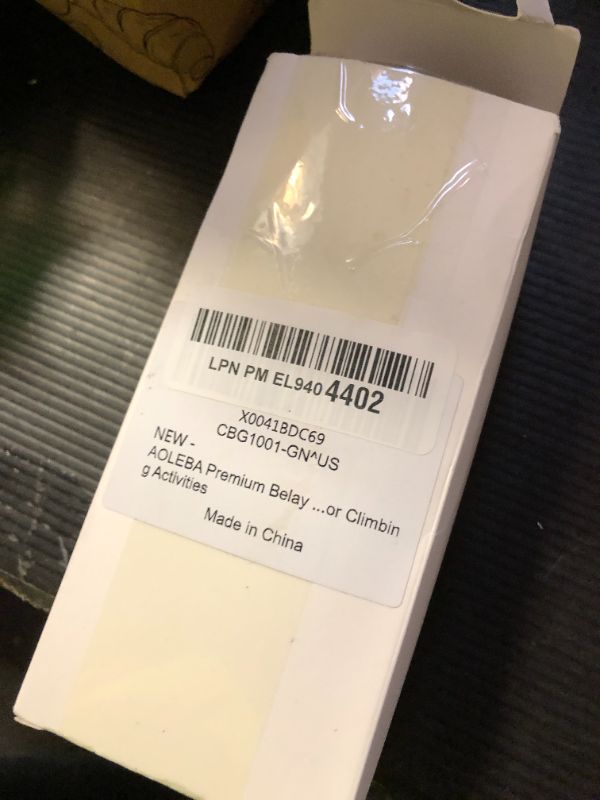 LPN PM EL940 4402
X0041BDC69
CBG1001-GN^US
NEW -
AOLEBA Premium Belay ...or Climbin
g Activities
Made in China